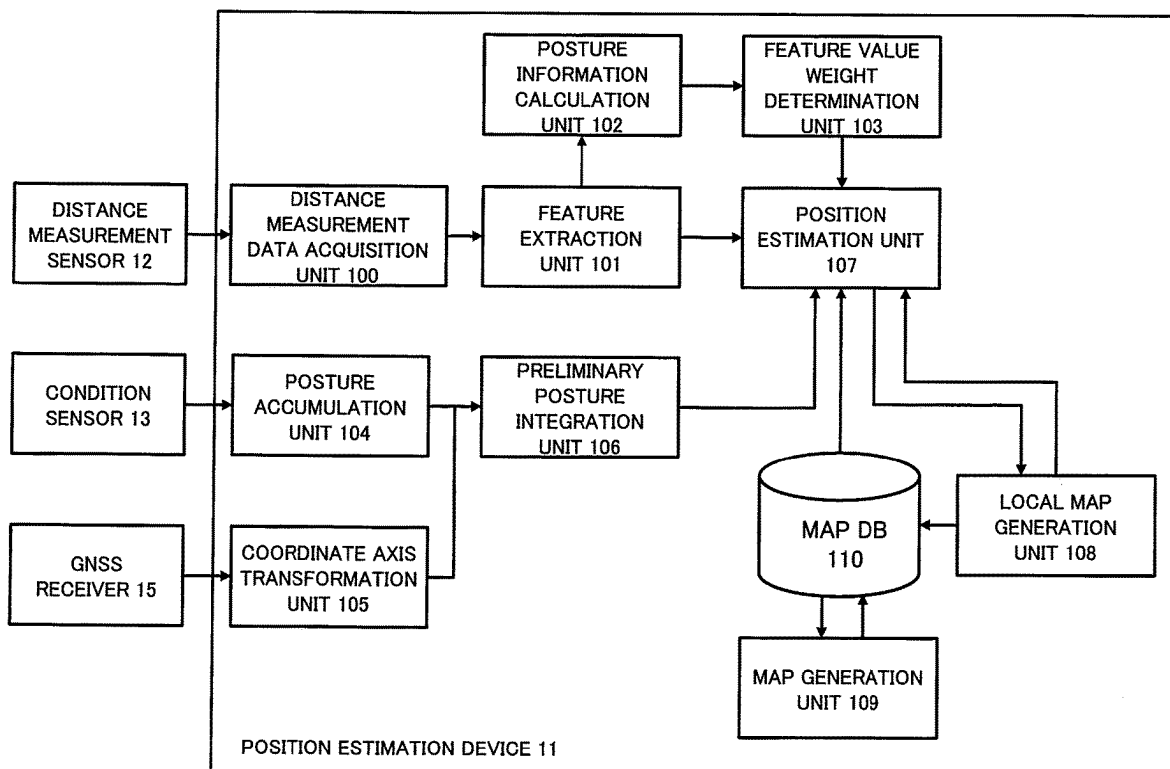 POSTURE
INFORMATION
CALCULATION
UNIT 102
FEATURE VALUE
WEIGHT
DETERMINATION
UNIT 103
DISTANCE
MEASUREMENT
SENSOR 12
DISTANCE
MEASUREMENT
DATA ACQUISITION
UNIT 100
FEATURE
EXTRACTION
UNIT 101
POSITION
ESTIMATION UNIT
107
CONDITION
SENSOR 13
POSTURE
ACCUMULATION
UNIT 104
PRELIMINARY
POSTURE
INTEGRATION
UNIT 106
GNSS
RECEIVER 15
COORDINATE AXIS
TRANSFORMATION
UNIT 105
MAP DB
110
LOCAL MAP
GENERATION
UNIT 108
MAP GENERATION
UNIT 109
POSITION ESTIMATION DEVICE 11